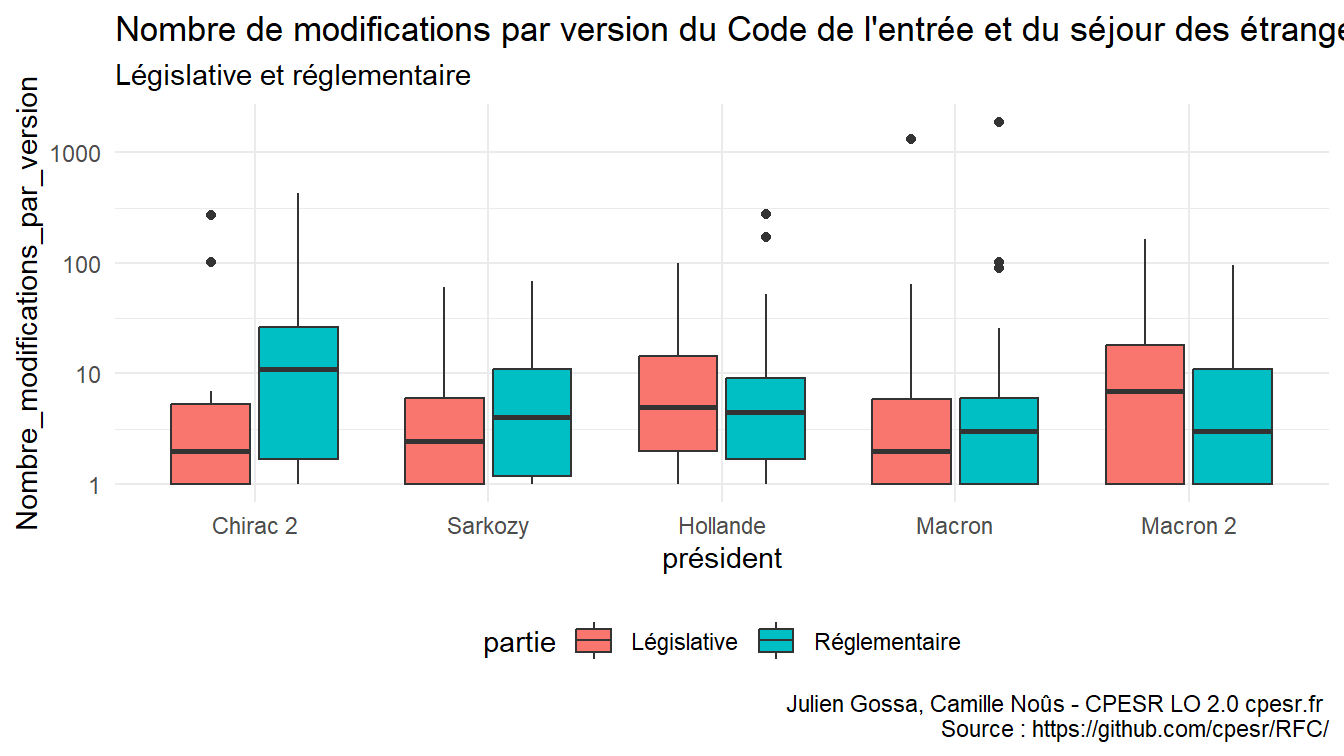 Nombre de modifications par version du Code de l'entrée et du séjour des étrange
Législative et réglementaire
Nombre_modifications_par_version
1000
100
10
1
Chirac 2 Sarkozy Hollande Macron Macron 2
président
partie Législative Réglementaire
Julien Gossa, Camille Noûs - CPESR LO 2.0 cpesr.fr
Source : https://github.com/cpesr/RFC/